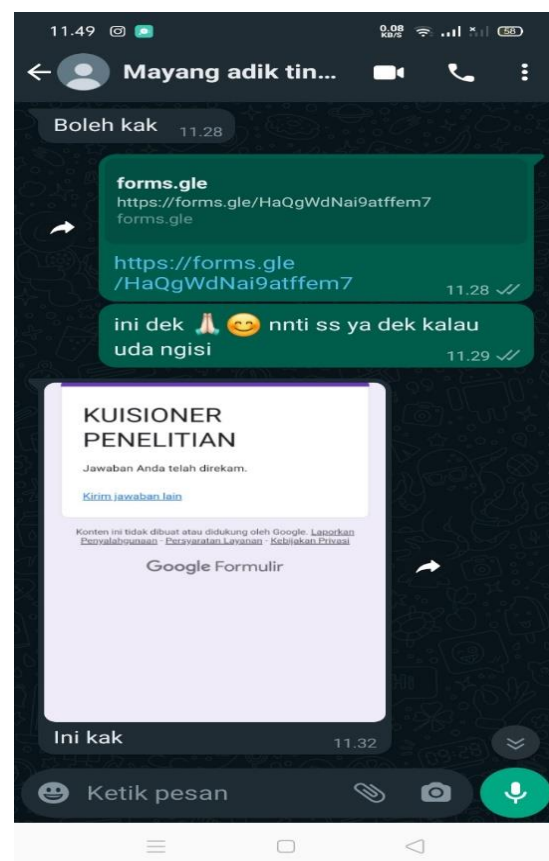 11.49
0.08 KB/S
58
Mayang adik tin...
Boleh kak 11.28
forms.gle
https://forms.gle/HaQgWdNai9atffem7
forms.gle
https://forms.gle
/HaQgWdNai9atffem7 11.28
ini dek 🙏🏻 😊 nnti ss ya dek kalau
uda ngisi 11.29
KUISIONER
PENELITIAN
Jawaban Anda telah direkam.
Kirim jawaban lain
Konten ini tidak dibuat atau didukung oleh Google. Laporkan
Penyalahgunaan - Persyaratan Layanan - Kebijakan Privasi
Google Formulir
Ini kak 11.32
Ketik pesan